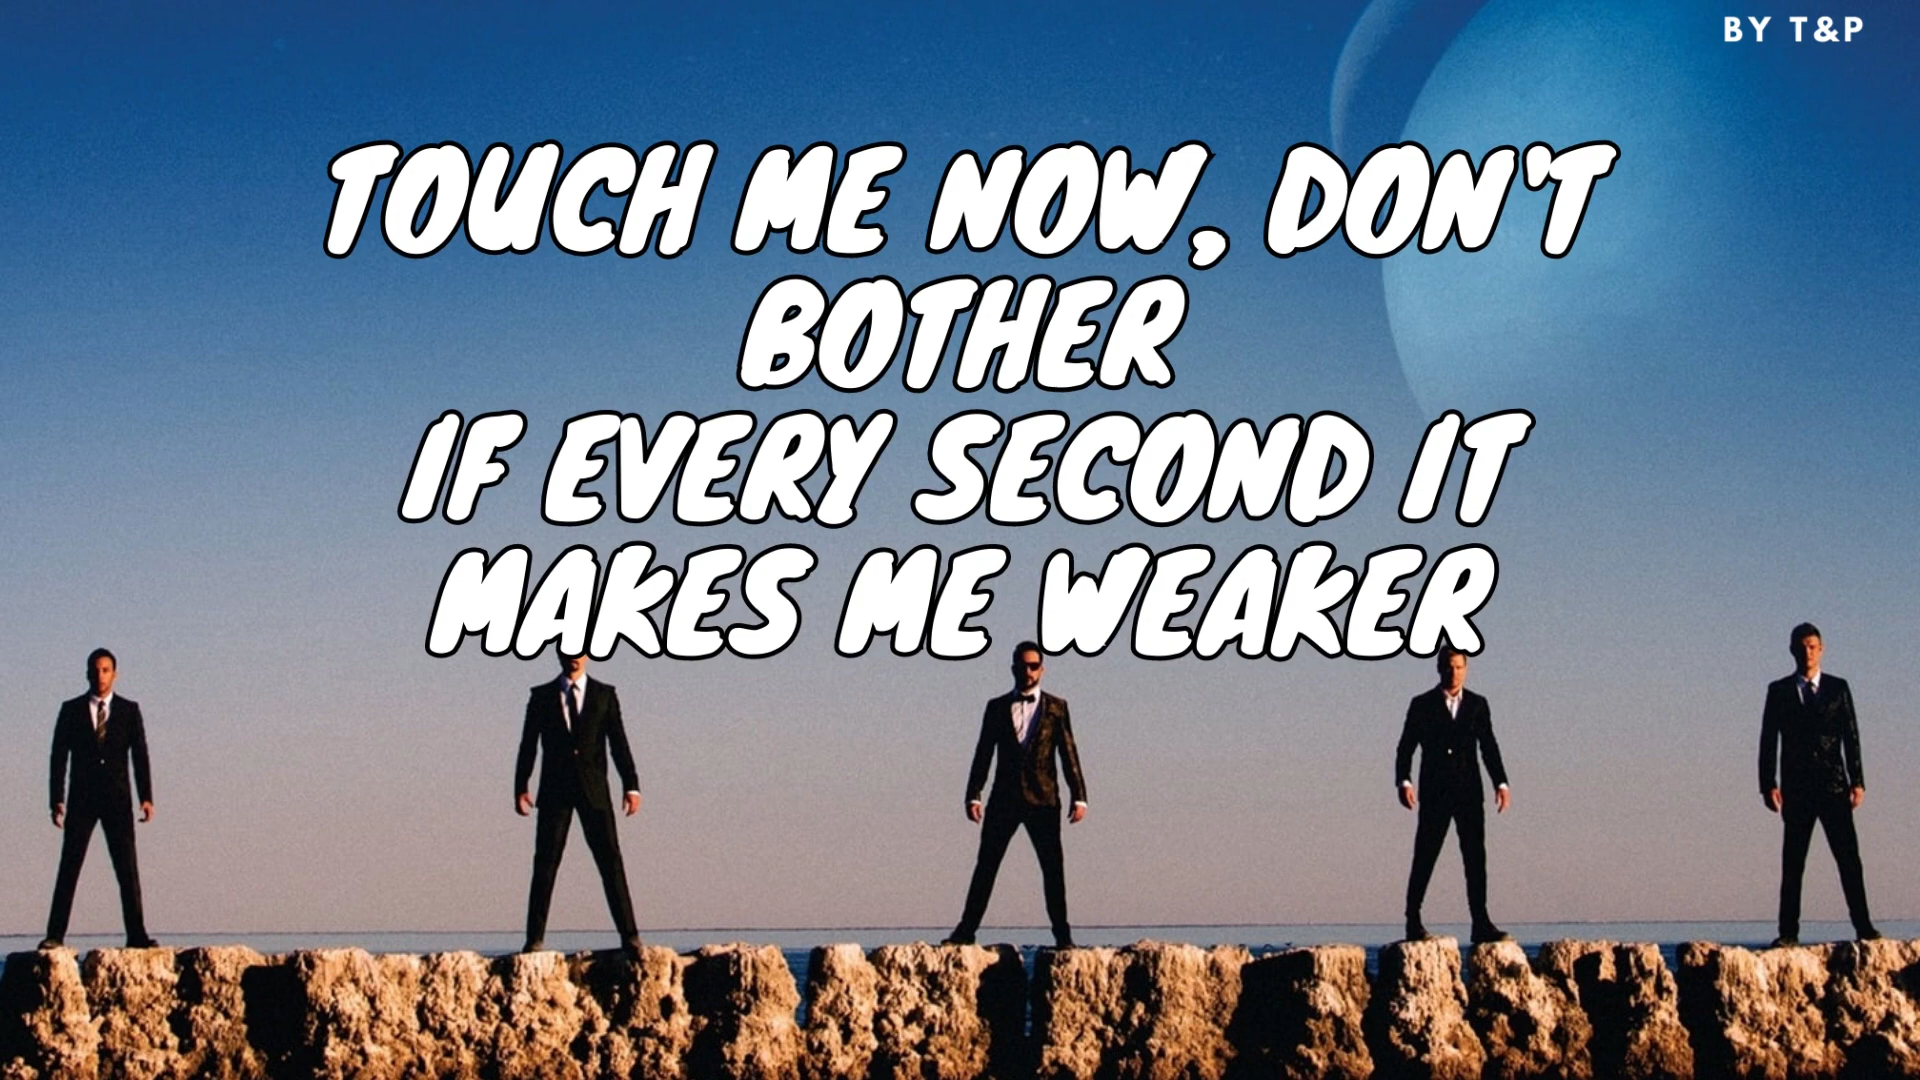 BY T&P
TOUCH ME NOW, DON'T
BOTHER
IF EVERY SECOND IT
MAKES ME WEAKER